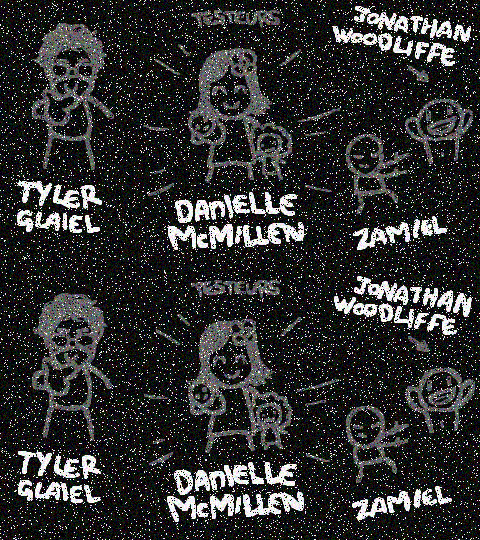 TESTEURS
JONATHAN
WOODLIFFE
TYLER
GLAIEL
DANIELLE
McMILLEN
ZAMIEL
TESTEURS
JONATHAN
WOODLIFFE
TYLER
GLAIEL
DANIELLE
McMILLEN
ZAMIEL